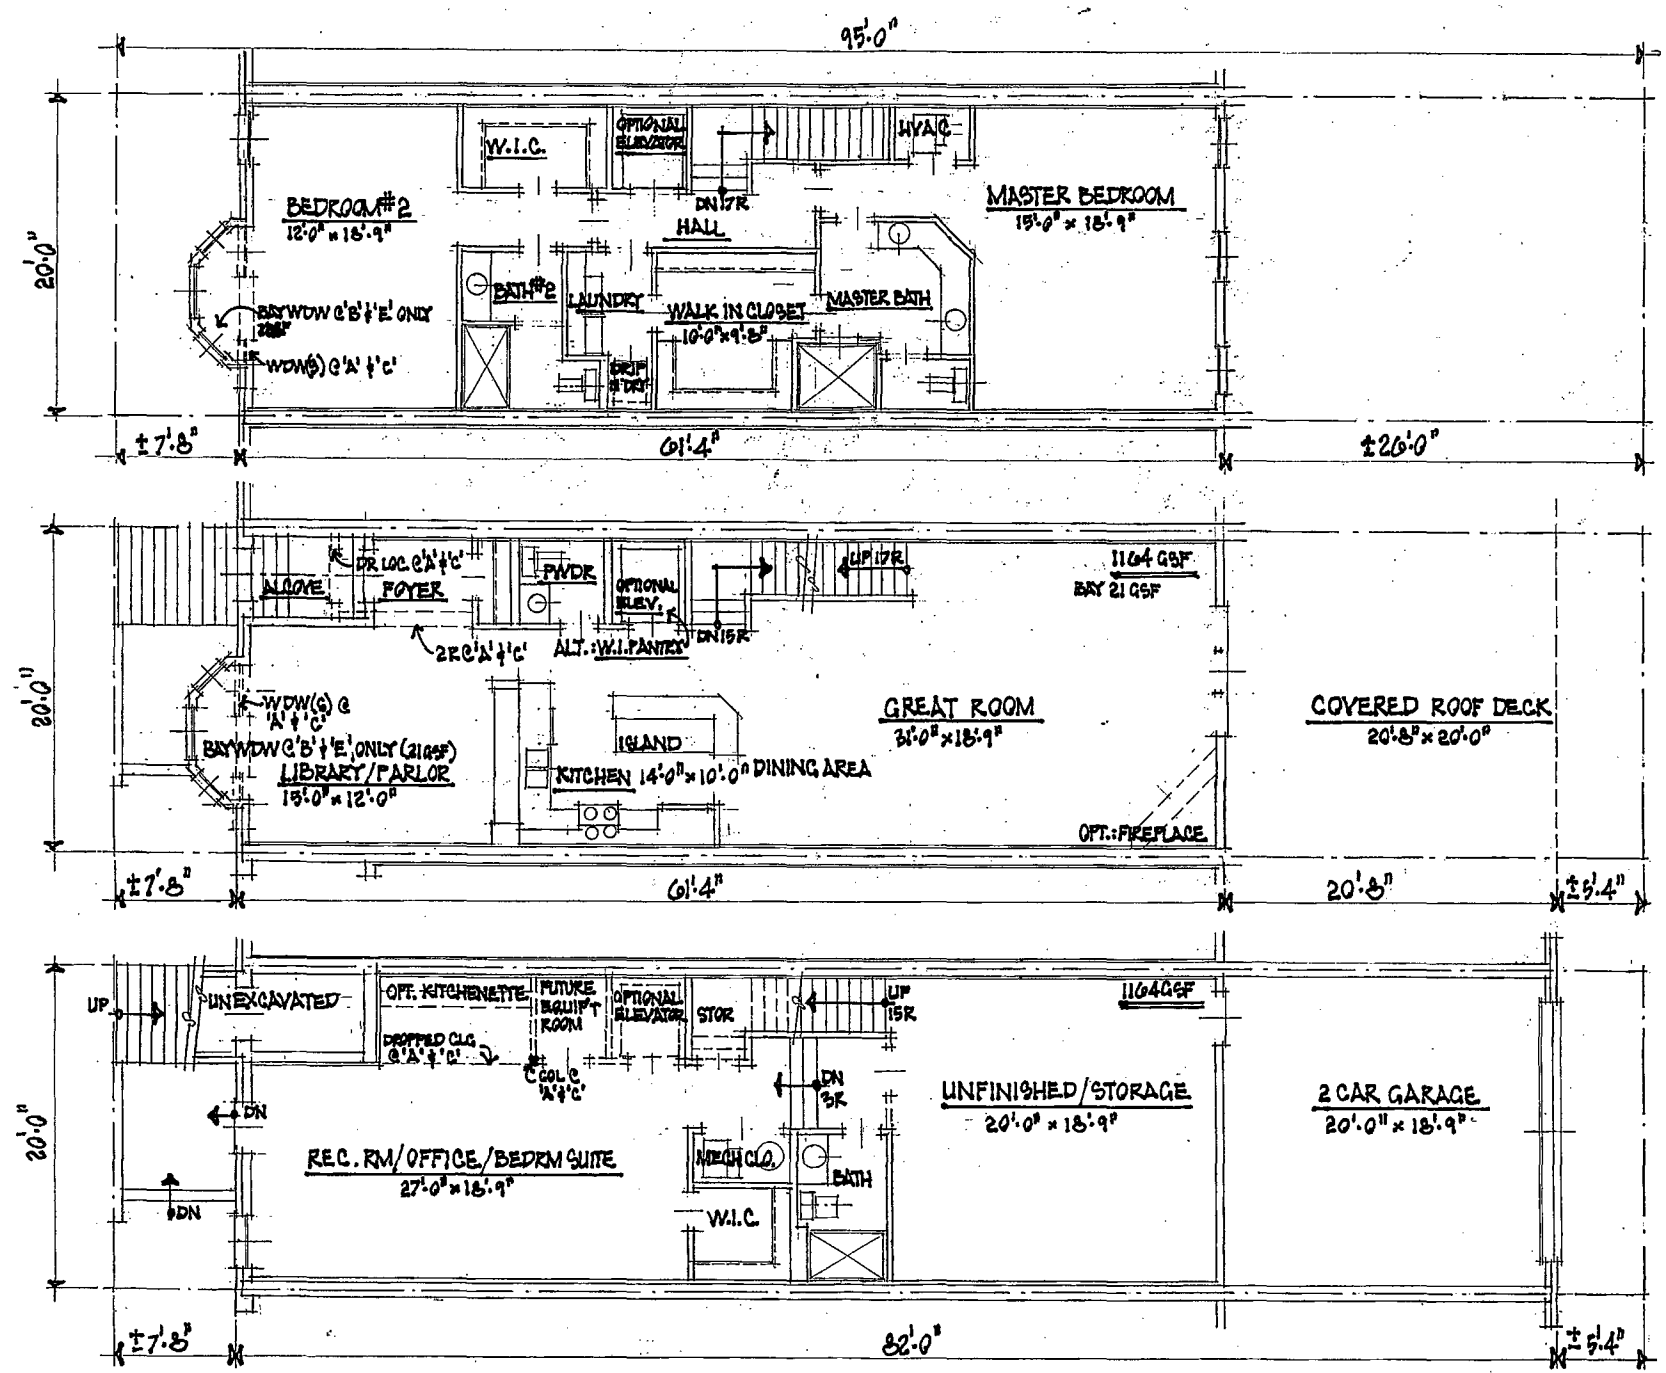 95'-0"
20'-0"
W.I.C.
OPTIONAL
ELEVATOR
HVAC
DN 17R
HALL
BEDROOM #2
12'-0" x 18'-9"
MASTER BEDROOM
15'-0" x 18'-9"
BATH #2
LAUNDRY
WALK IN CLOSET
10'-0" x 9'-8"
MASTER BATH
BAY WDW @ 'B' & 'E' ONLY
WDW(S) @ 'A' & 'C'
DRIP
& DRY
±7'-8"
61'-4"
±26'-0"
20'-0"
ALCOVE
DR LOC. @ 'A' & 'C'
FOYER
PWDR
OPTIONAL
ELEV.
UP 17R
1164 GSF
BAY 21 GSF
2R @ 'A' & 'C'
ALT.: W.I. PANTRY
DN 15R
WDW(S) @
'A' & 'C'
BAY WDW @ 'B' & 'E' ONLY (21 GSF)
LIBRARY/PARLOR
15'-0" x 12'-0"
ISLAND
KITCHEN 14'-0" x 10'-0"
DINING AREA
GREAT ROOM
31'-0" x 18'-9"
COVERED ROOF DECK
20'-8" x 20'-0"
OPT.: FIREPLACE
±7'-8"
61'-4"
20'-8"
±5'-4"
20'-0"
UP
UNEXCAVATED
OPT. KITCHENETTE
FUTURE
EQUIP'T
ROOM
OPTIONAL
ELEVATOR
STOR
UP
15R
1164 GSF
DROPPED CLG
@ 'A' & 'C'
COL @
'A' & 'C'
DN
3R
DN
DN
REC. RM/OFFICE/BEDRM SUITE
27'-0" x 18'-9"
MECH CLO.
BATH
W.I.C.
UNFINISHED/STORAGE
20'-0" x 18'-9"
2 CAR GARAGE
20'-0" x 18'-9"
±7'-8"
82'-0"
±5'-4"